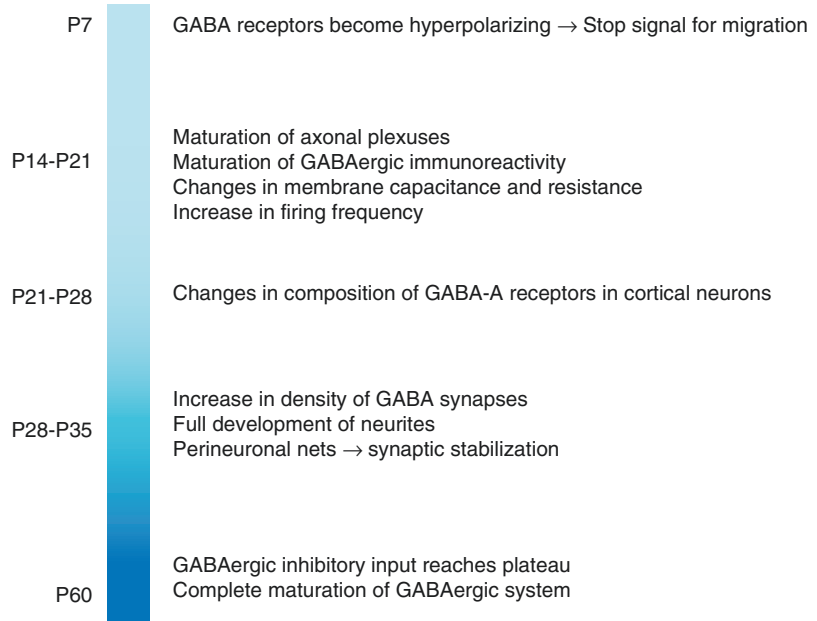 P7 GABA receptors become hyperpolarizing → Stop signal for migration
P14-P21
Maturation of axonal plexuses
Maturation of GABAergic immunoreactivity
Changes in membrane capacitance and resistance
Increase in firing frequency
P21-P28 Changes in composition of GABA-A receptors in cortical neurons
P28-P35
Increase in density of GABA synapses
Full development of neurites
Perineuronal nets → synaptic stabilization
P60
GABAergic inhibitory input reaches plateau
Complete maturation of GABAergic system